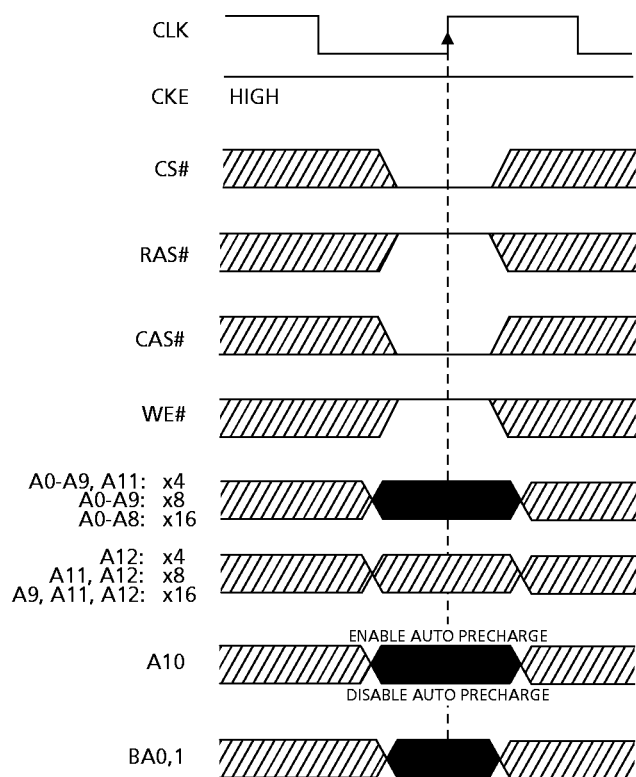 CLK
CKE HIGH
CS#
RAS#
CAS#
WE#
A0-A9, A11: x4
A0-A9: x8
A0-A8: x16
A12: x4
A11, A12: x8
A9, A11, A12: x16
ENABLE AUTO PRECHARGE
A10
DISABLE AUTO PRECHARGE
BA0,1